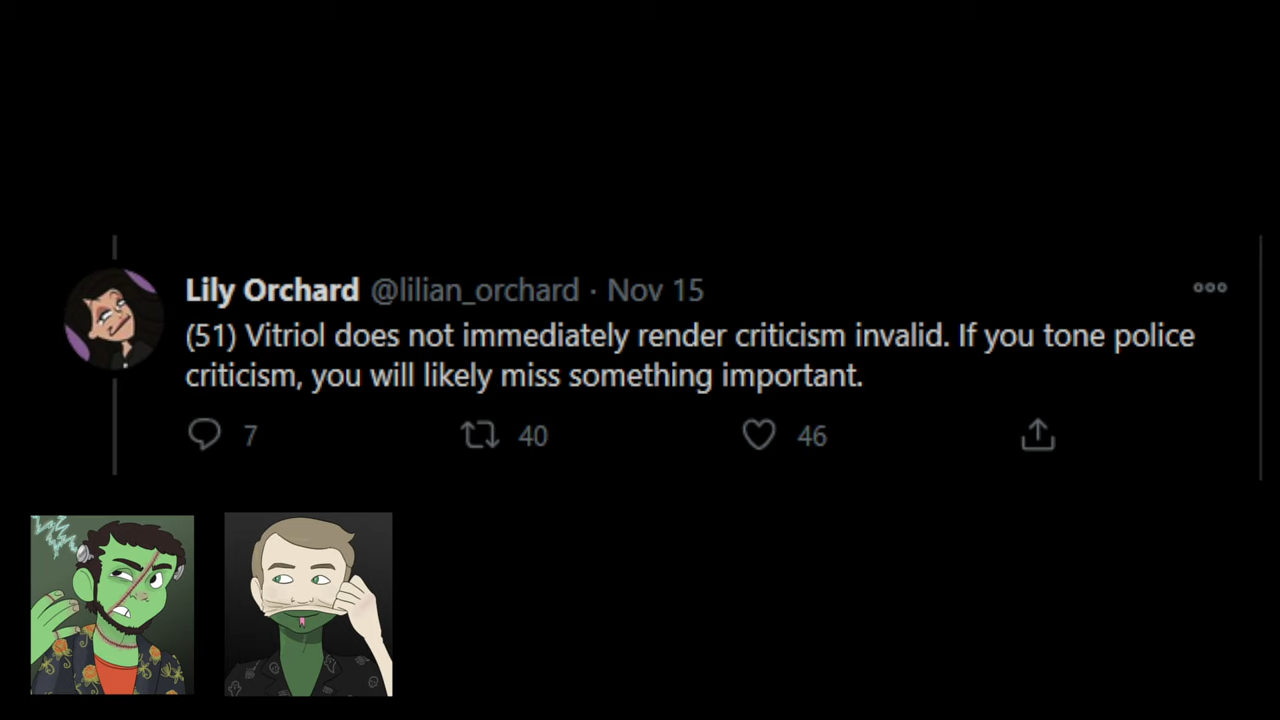 Lily Orchard @lilian_orchard · Nov 15
(51) Vitriol does not immediately render criticism invalid. If you tone police
criticism, you will likely miss something important.
7 40 46